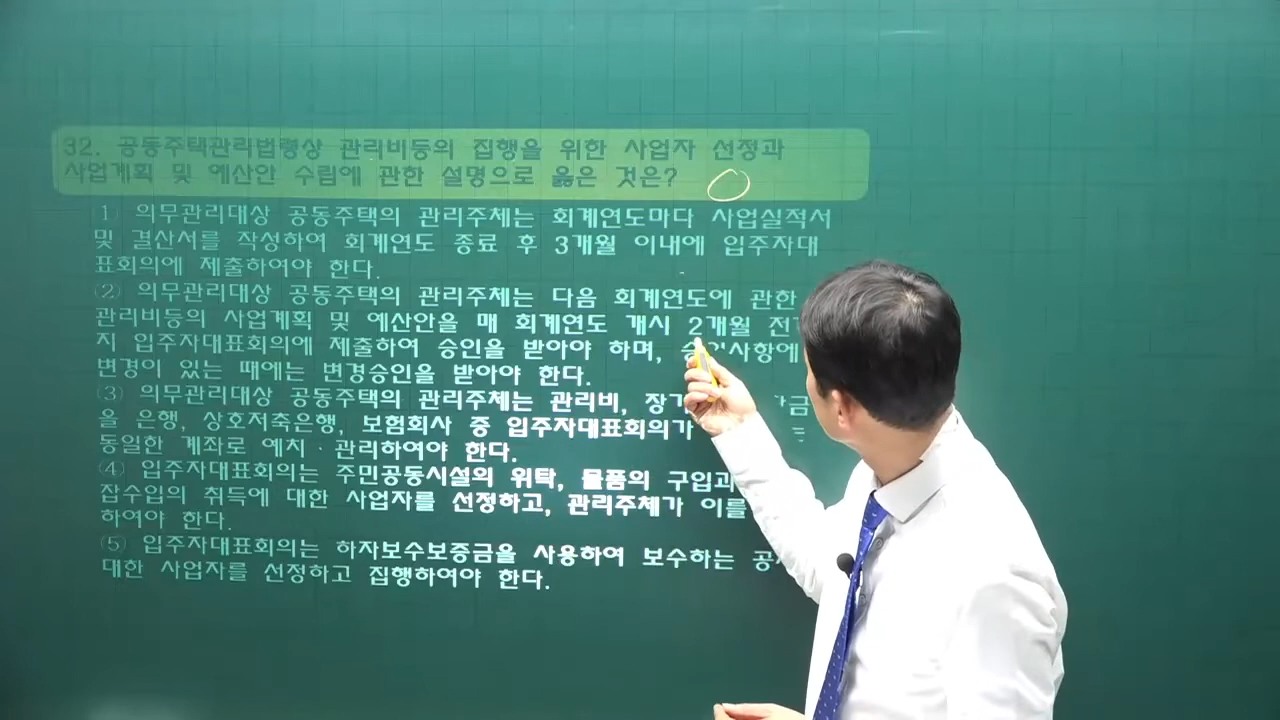 32. 공동주택관리법령상 관리비등의 집행을 위한 사업자 선정과
사업계획 및 예산안 수립에 관한 설명으로 옳은 것은?
① 의무관리대상 공동주택의 관리주체는 회계연도마다 사업실적서
및 결산서를 작성하여 회계연도 종료 후 3개월 이내에 입주자대
표회의에 제출하여야 한다.
② 의무관리대상 공동주택의 관리주체는 다음 회계연도에 관한
관리비등의 사업계획 및 예산안을 매 회계연도 개시 2개월
지 입주자대표회의에 제출하여 승인을 받아야 하며,
변경이 있는 때에는 변경승인을 받아야 한다.
③ 의무관리대상 공동주택의 관리주체는 관리비,
을 은행, 상호저축은행, 보험회사 중 입주자대표회의가
동일한 계좌로 예치·관리하여야 한다.
④ 입주자대표회의는 주민공동시설의 위탁, 물품의 구입과
잡수입의 취득에 대한 사업자를 선정하고, 관리주체가 이를
하여야 한다.
⑤ 입주자대표회의는 하자보수보증금을 사용하여 보수하는
대한 사업자를 선정하고 집행하여야 한다.